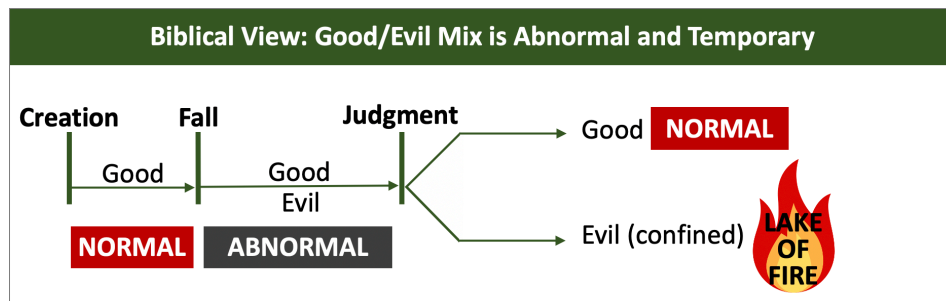 Biblical View: Good/Evil Mix is Abnormal and Temporary
Creation Fall Judgment
Good NORMAL
Good Good
Evil
Evil (confined)
NORMAL ABNORMAL
LAKE
OF
FIRE